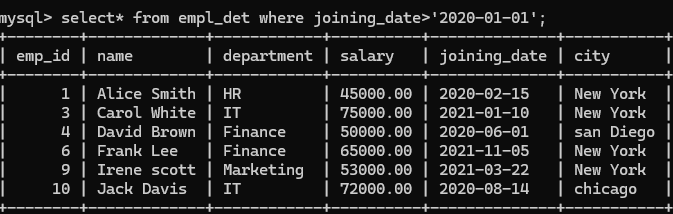 mysql> select* from empl_det where joining_date>'2020-01-01';
+--------+-------------+------------+----------+--------------+-----------+
| emp_id | name        | department | salary   | joining_date | city      |
+--------+-------------+------------+----------+--------------+-----------+
|      1 | Alice Smith | HR         | 45000.00 | 2020-02-15   | New York  |
|      3 | Carol White | IT         | 75000.00 | 2021-01-10   | New York  |
|      4 | David Brown | Finance    | 50000.00 | 2020-06-01   | san Diego |
|      6 | Frank Lee   | Finance    | 65000.00 | 2021-11-05   | New York  |
|      9 | Irene scott | Marketing  | 53000.00 | 2021-03-22   | New York  |
|     10 | Jack Davis  | IT         | 72000.00 | 2020-08-14   | chicago   |
+--------+-------------+------------+----------+--------------+-----------+